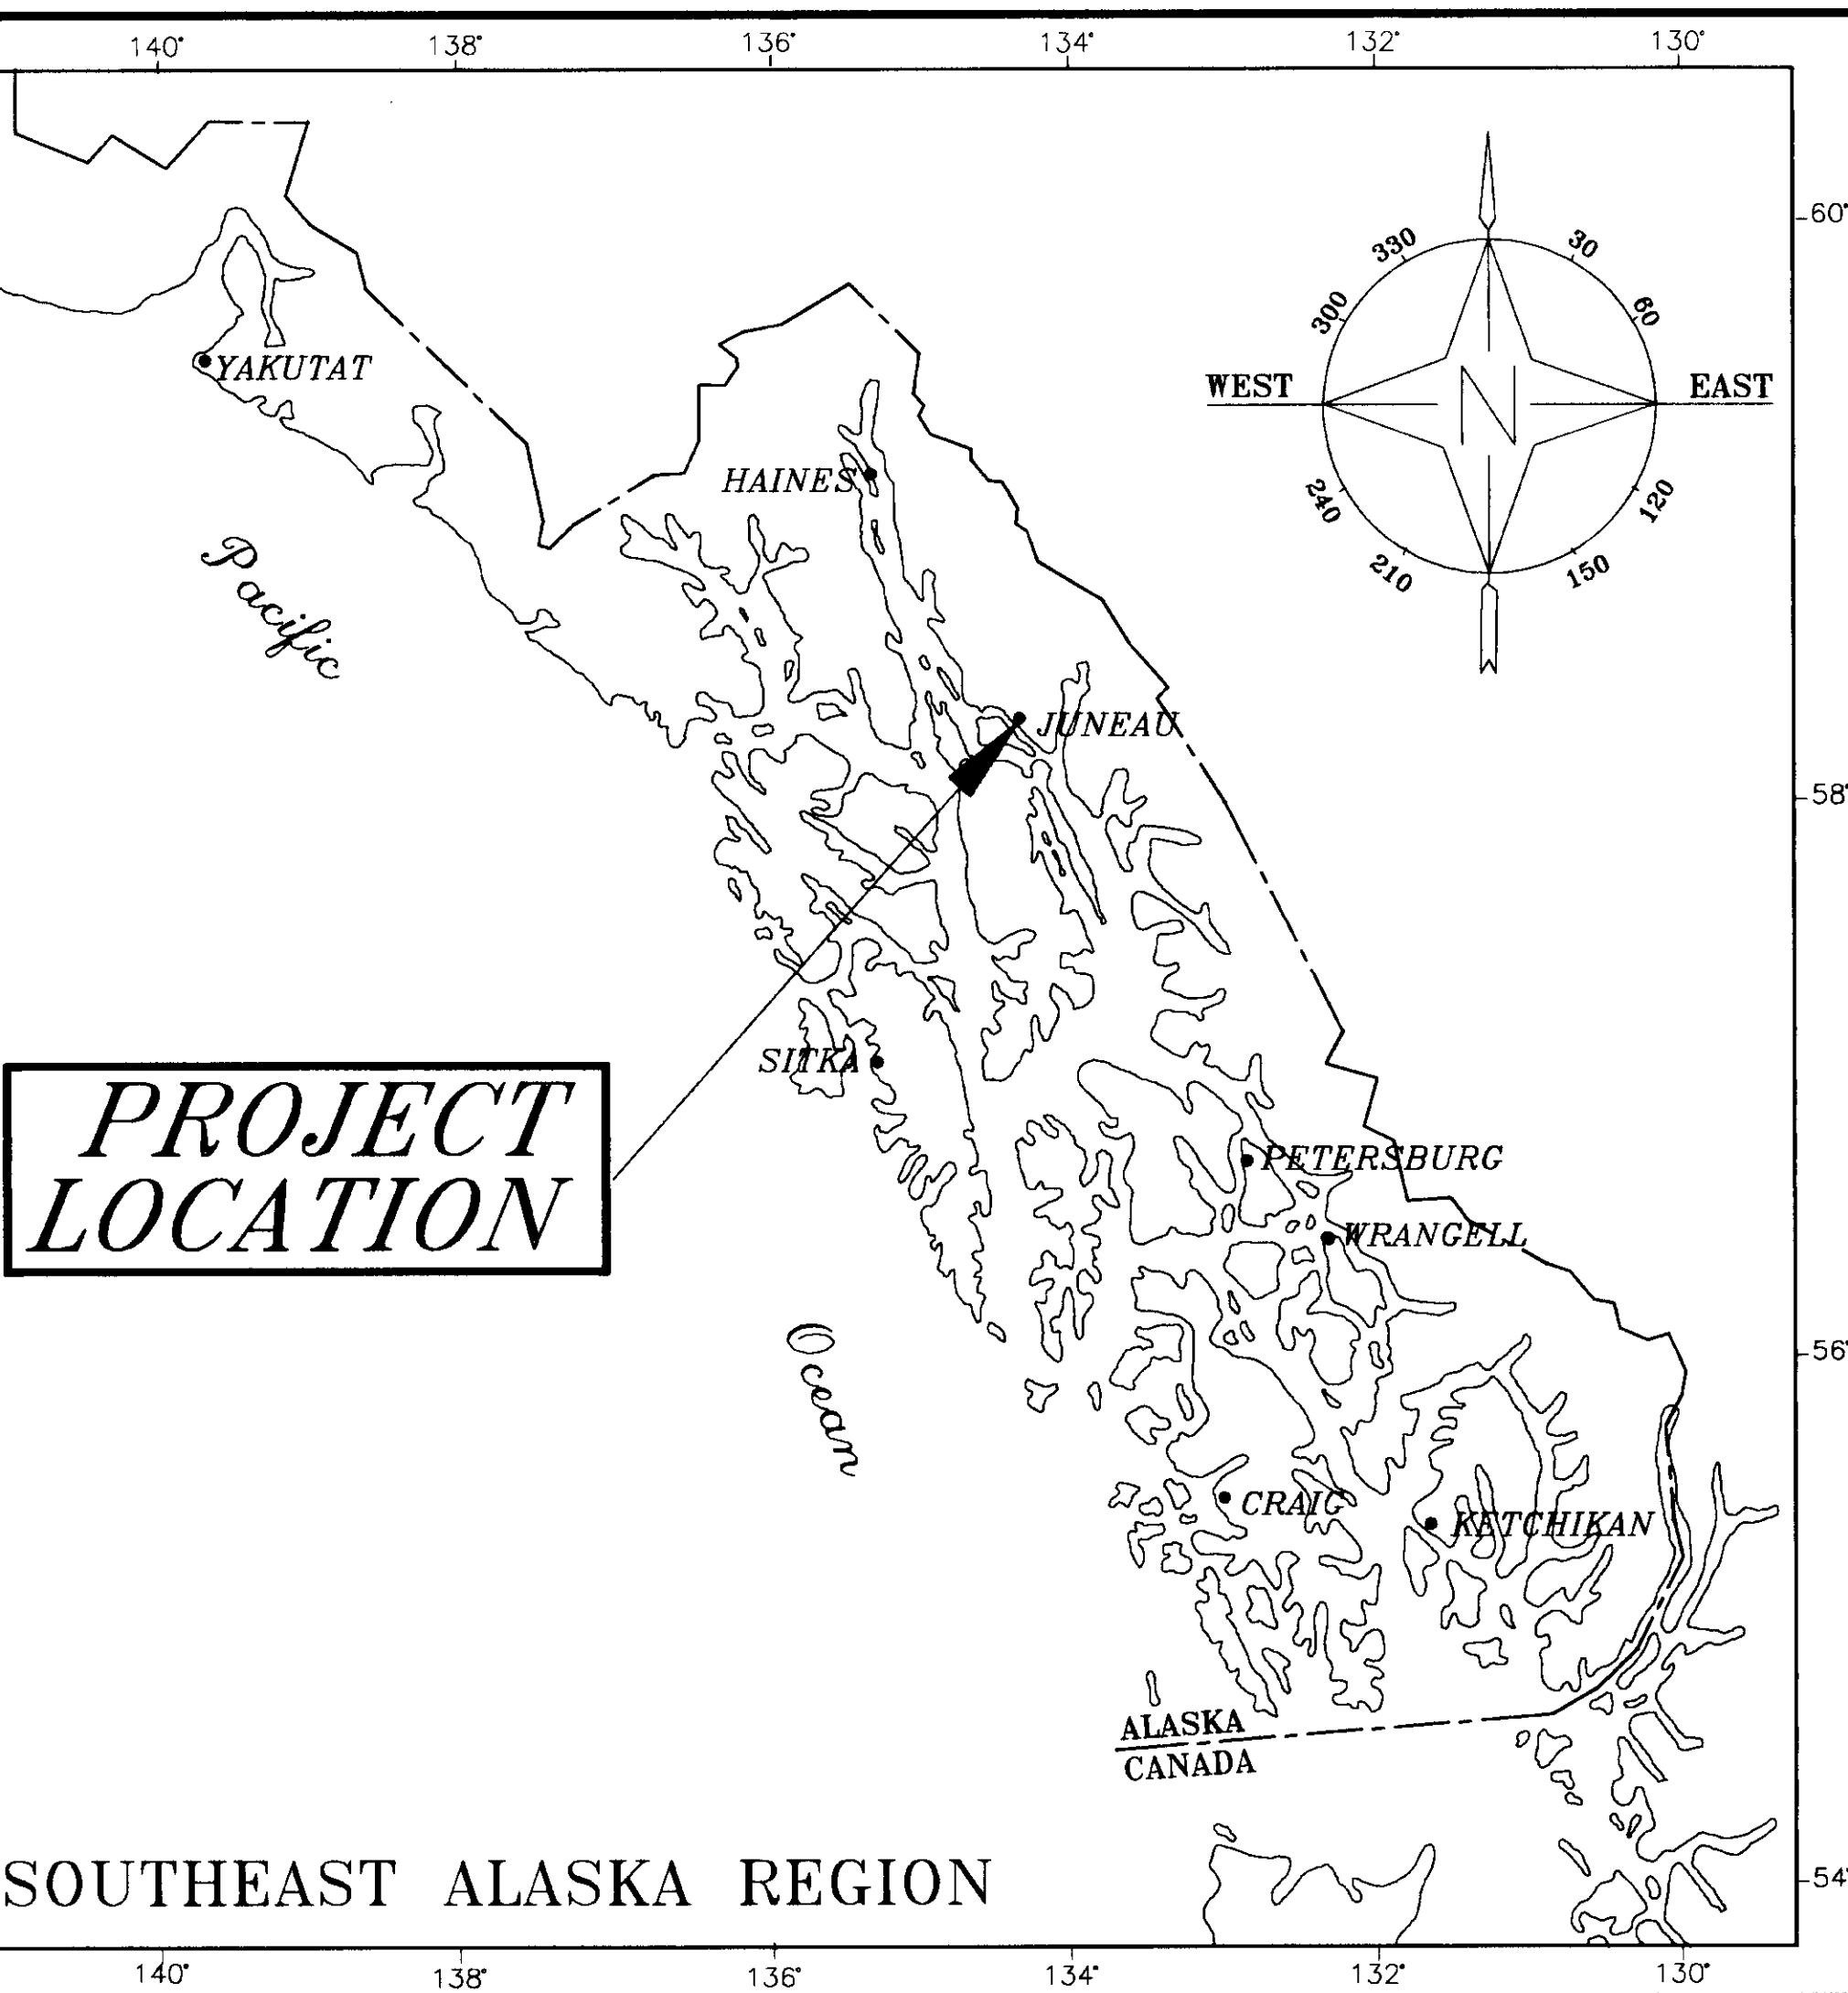 140° 138° 136° 134° 132° 130°
60°
330 30
300 60
WEST N EAST
240 120
210 150
YAKUTAT
HAINES
Pacific
JUNEAU
58°
SITKA
PROJECT
LOCATION
PETERSBURG
WRANGELL
Ocean
56°
CRAIG
KETCHIKAN
ALASKA
CANADA
SOUTHEAST ALASKA REGION
54°
140° 138° 136° 134° 132° 130°